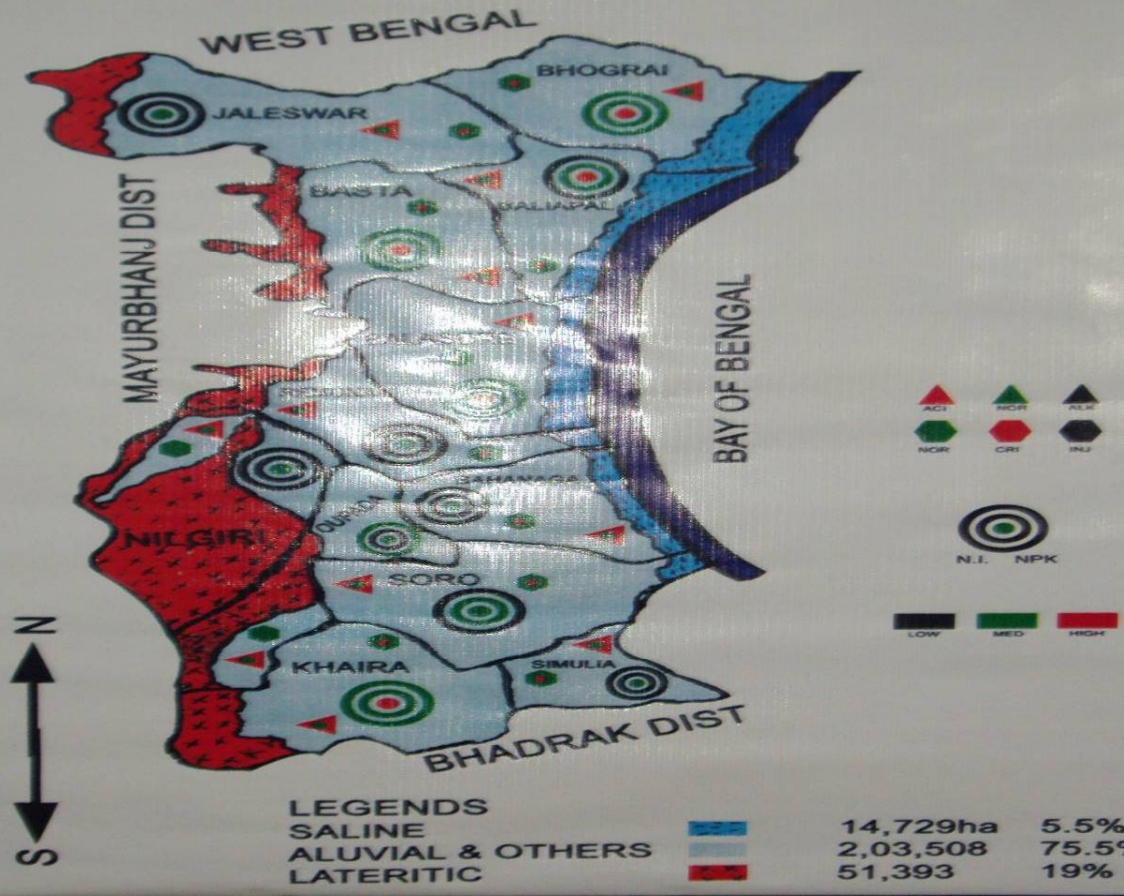 WEST BENGAL
BHOGRAI
JALESWAR
BASTA
BALIAPAL
MAYURBHANJ DIST
BAY OF BENGAL
ACI NOR ALK
NOR CRI INJ
BAHANAGA
NILGIRI
N.I. NPK
SORO
LOW MED HIGH
N
KHAIRA
SIMULIA
BHADRAK DIST
S
LEGENDS
SALINE 14,729ha 5.5%
ALUVIAL & OTHERS 2,03,508 75.5%
LATERITIC 51,393 19%